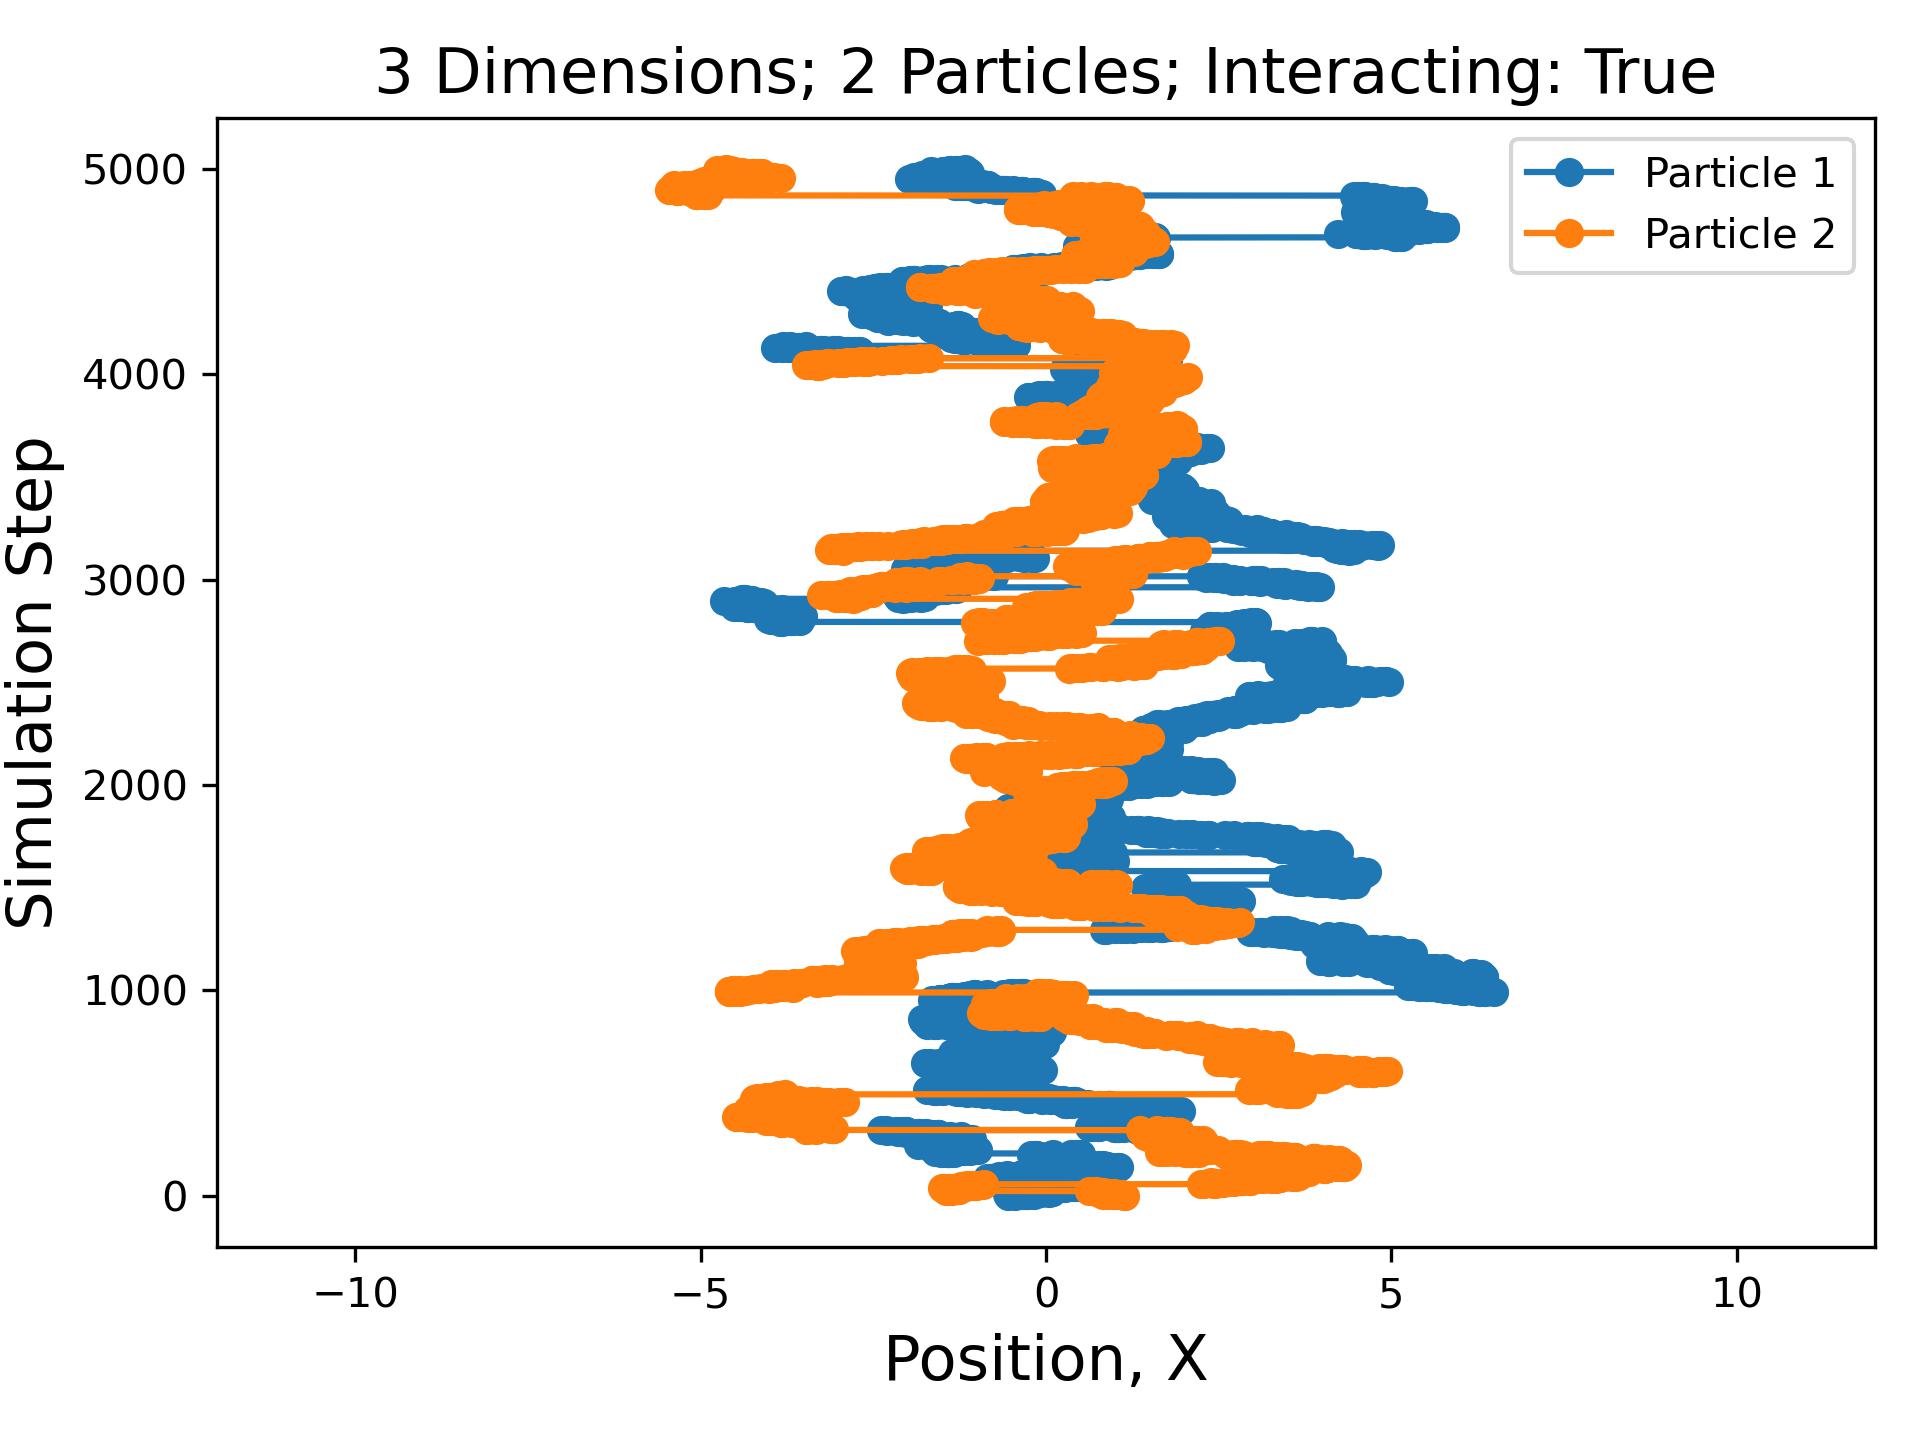 3 Dimensions; 2 Particles; Interacting: True
Particle 1
Particle 2
5000
4000
3000
2000
1000
0
Simulation Step
−10
−5
0
5
10
Position, X